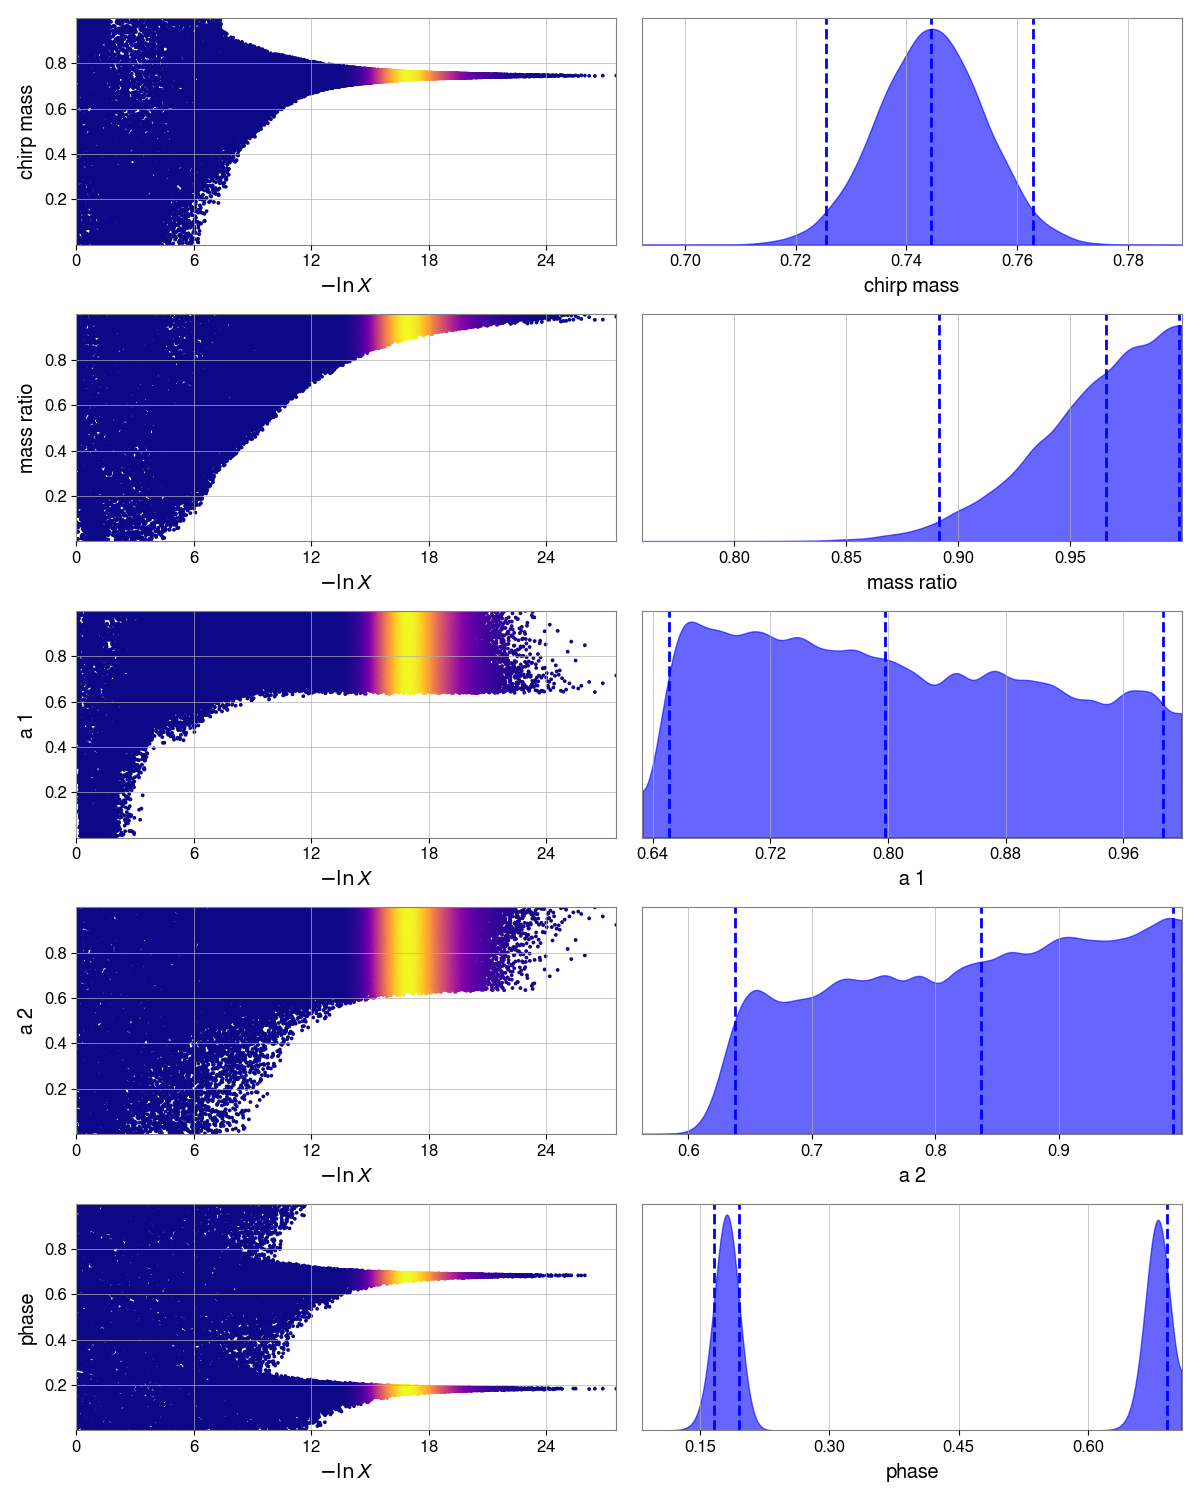 0.8
0.6
0.4
0.2
chirp mass
0 6 12 18 24
−ln X
0.70 0.72 0.74 0.76 0.78
chirp mass
0.8
0.6
0.4
0.2
mass ratio
0 6 12 18 24
−ln X
0.80 0.85 0.90 0.95
mass ratio
0.8
0.6
0.4
0.2
a 1
0 6 12 18 24
−ln X
0.64 0.72 0.80 0.88 0.96
a 1
0.8
0.6
0.4
0.2
a 2
0 6 12 18 24
−ln X
0.6 0.7 0.8 0.9
a 2
0.8
0.6
0.4
0.2
phase
0 6 12 18 24
−ln X
0.15 0.30 0.45 0.60
phase